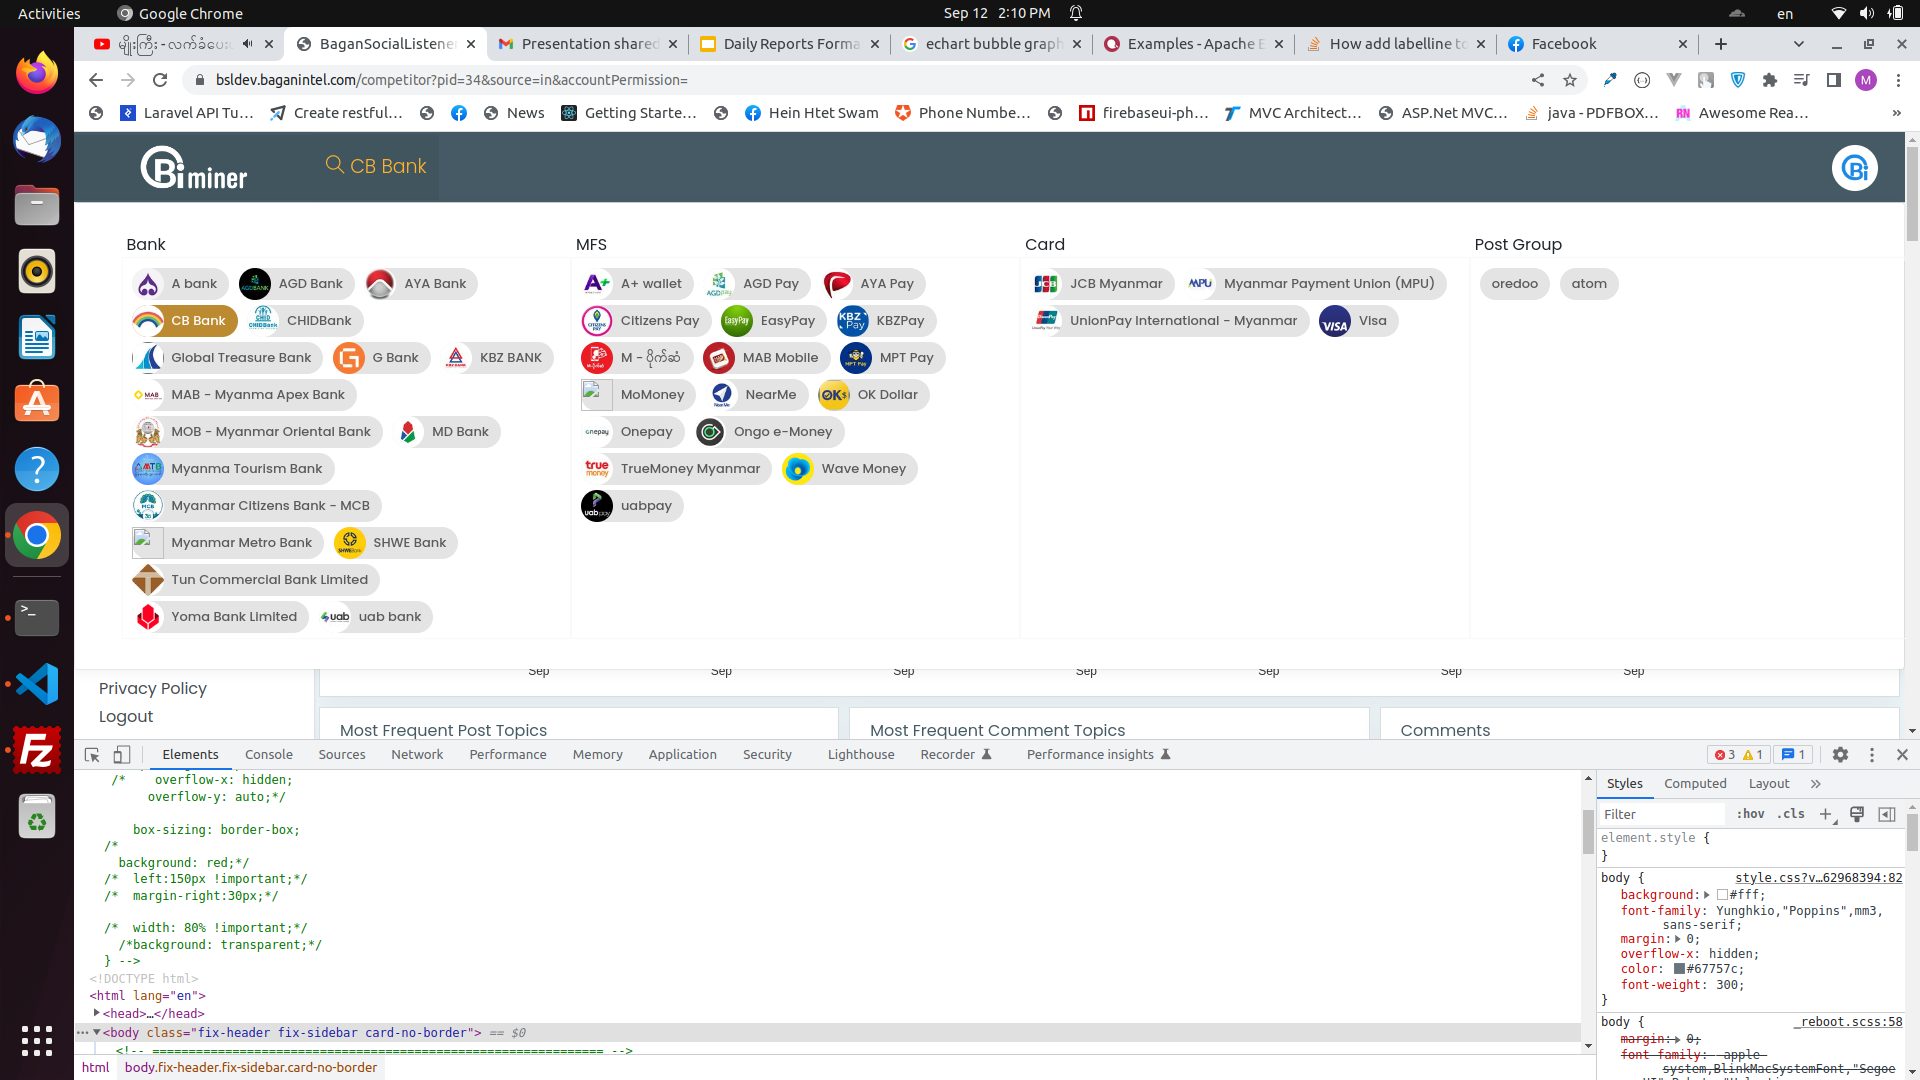 Activities Google Chrome Sep 12 2:10 PM en
မျိုးကြီး - လက်ခံပေး BaganSocialListene Gmail Presentation shared Daily Reports Forma echart bubble graph Examples - Apache E How add labelline to Facebook
bsldev.baganintel.com/competitor?pid=34&source=in&accountPermission= M
Laravel API Tu… Create restful… News Getting Starte… Hein Htet Swam Phone Numbe… firebaseui-ph… MVC Architect… ASP.Net MVC… java - PDFBOX… RN Awesome Rea… »
Bi miner CB Bank Bi
Bank MFS Card Post Group
A bank AGD Bank AYA Bank A+ wallet AGD Pay AYA Pay JCB Myanmar MPU Myanmar Payment Union (MPU) oredoo atom
CB Bank CHIDBank Citizens Pay EasyPay KBZPay UnionPay International - Myanmar VISA Visa
Global Treasure Bank G Bank KBZ BANK M - ပိုက်ဆံ MAB Mobile MPT Pay
MAB - Myanma Apex Bank MoMoney NearMe OK Dollar
MOB - Myanmar Oriental Bank MD Bank onepay Onepay Ongo e-Money
Myanma Tourism Bank true money TrueMoney Myanmar Wave Money
Myanmar Citizens Bank - MCB uabpay
Myanmar Metro Bank SHWE Bank
Tun Commercial Bank Limited
Yoma Bank Limited uab uab bank
Sep Sep Sep Sep Sep Sep Sep
Privacy Policy
Logout
Most Frequent Post Topics Most Frequent Comment Topics Comments
Elements Console Sources Network Performance Memory Application Security Lighthouse Recorder Performance insights 3 1 1
/* overflow-x: hidden;
overflow-y: auto;*/
box-sizing: border-box;
/*
background: red;*/
/* left:150px !important;*/
/* margin-right:30px;*/
/* width: 80% !important;*/
/*background: transparent;*/
} -->
<!DOCTYPE html>
<html lang="en">
<head>…</head>
<body class="fix-header fix-sidebar card-no-border"> == $0
<!-- ============================================================== -->
html body.fix-header.fix-sidebar.card-no-border
Styles Computed Layout »
Filter :hov .cls
element.style {
}
body { style.css?v…62968394:82
background: #fff;
font-family: Yunghkio,"Poppins",mm3,
sans-serif;
margin: 0;
overflow-x: hidden;
color: #67757c;
font-weight: 300;
}
body { _reboot.scss:58
margin: 0;
font-family: -apple-
system,BlinkMacSystemFont,"Segoe